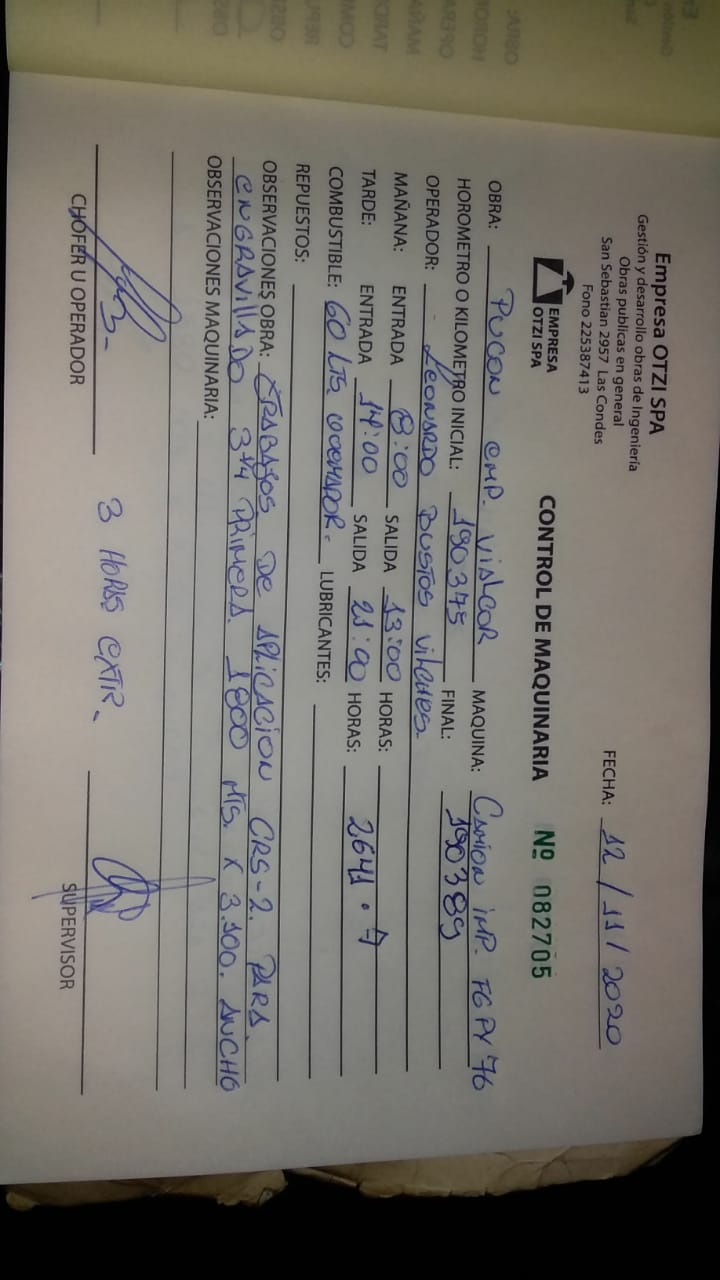 Empresa OTZI SPA
Gestión y desarrollo obras de Ingeniería
Obras publicas en general
San Sebastian 2957 Las Condes
Fono 225387413
EMPRESA
OTZI SPA
FECHA: 12 / 11 / 2020
CONTROL DE MAQUINARIA Nº 082705
OBRA: PUCON EMP. VIALCOR MAQUINA: CAMION IMP. FGPY 76
HOROMETRO O KILOMETRO INICIAL: 190375 FINAL: 190389
OPERADOR: LEONARDO BUSTOS VILCHES.
MAÑANA: ENTRADA 8:00 SALIDA 13:00 HORAS:
TARDE: ENTRADA 14:00 SALIDA 21:00 HORAS: 2641.7
COMBUSTIBLE: 60 LTS. QUEMADOR. LUBRICANTES:
REPUESTOS:
OBSERVACIONES OBRA: TRABAJOS DE APLICACION CRS-2. PARA.
ENGRAVILLADO 3/4 PRIMERA. 1800 MTS. X 3.100. ANCHO
OBSERVACIONES MAQUINARIA:
3 HORAS EXTR.
CHOFER U OPERADOR
SUPERVISOR